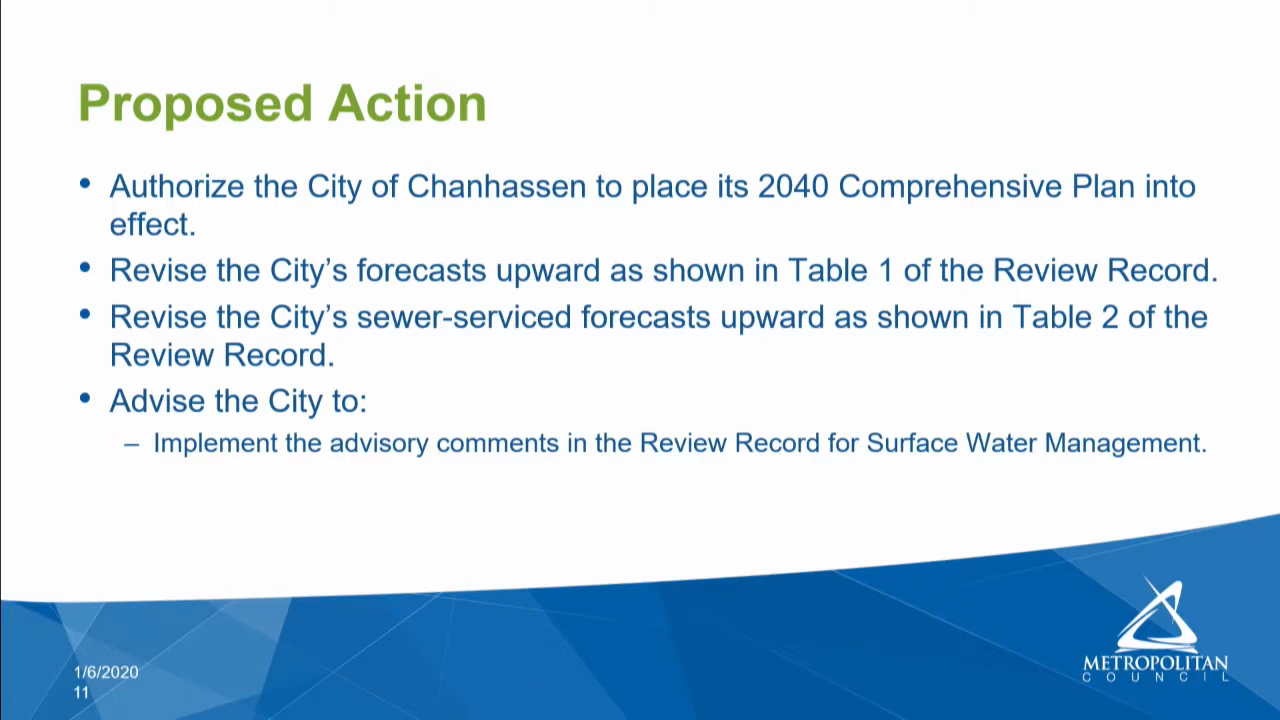 Proposed Action
• Authorize the City of Chanhassen to place its 2040 Comprehensive Plan into
effect.
• Revise the City’s forecasts upward as shown in Table 1 of the Review Record.
• Revise the City’s sewer-serviced forecasts upward as shown in Table 2 of the
Review Record.
• Advise the City to:
– Implement the advisory comments in the Review Record for Surface Water Management.
1/6/2020
11
METROPOLITAN
COUNCIL